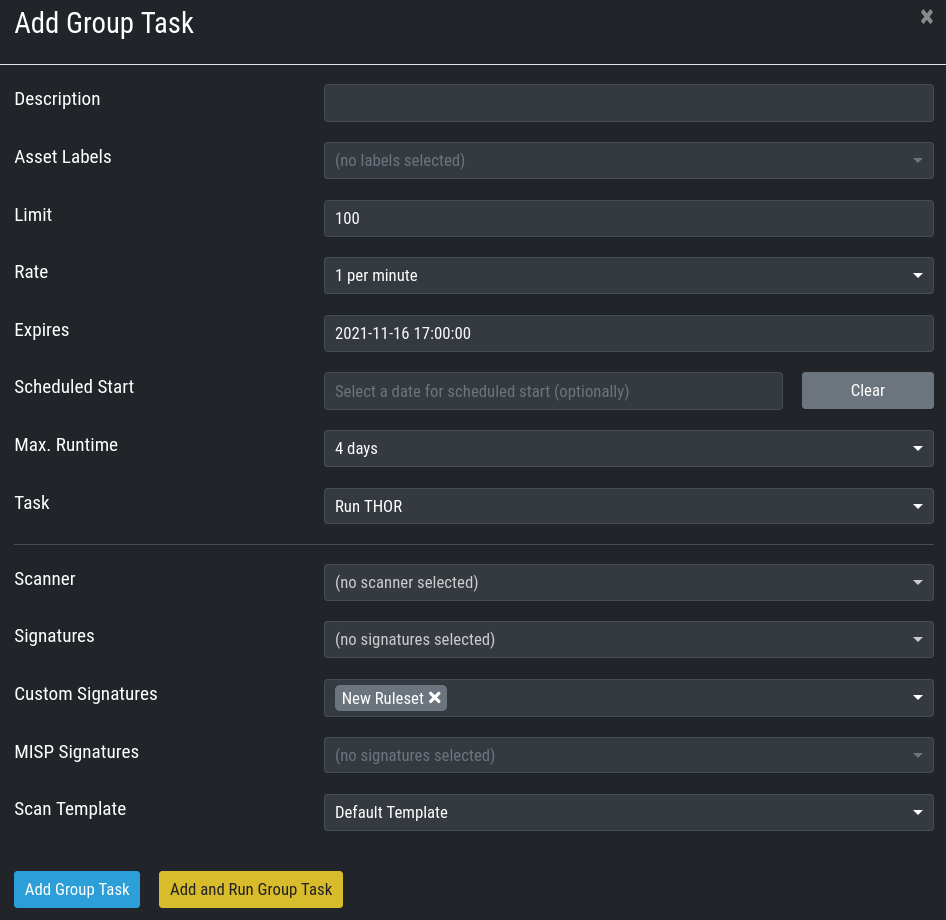 Add Group Task
Description
Asset Labels
(no labels selected)
Limit
100
Rate
1 per minute
Expires
2021-11-16 17:00:00
Scheduled Start
Select a date for scheduled start (optionally)
Clear
Max. Runtime
4 days
Task
Run THOR
Scanner
(no scanner selected)
Signatures
(no signatures selected)
Custom Signatures
New Ruleset
MISP Signatures
(no signatures selected)
Scan Template
Default Template
Add Group Task
Add and Run Group Task